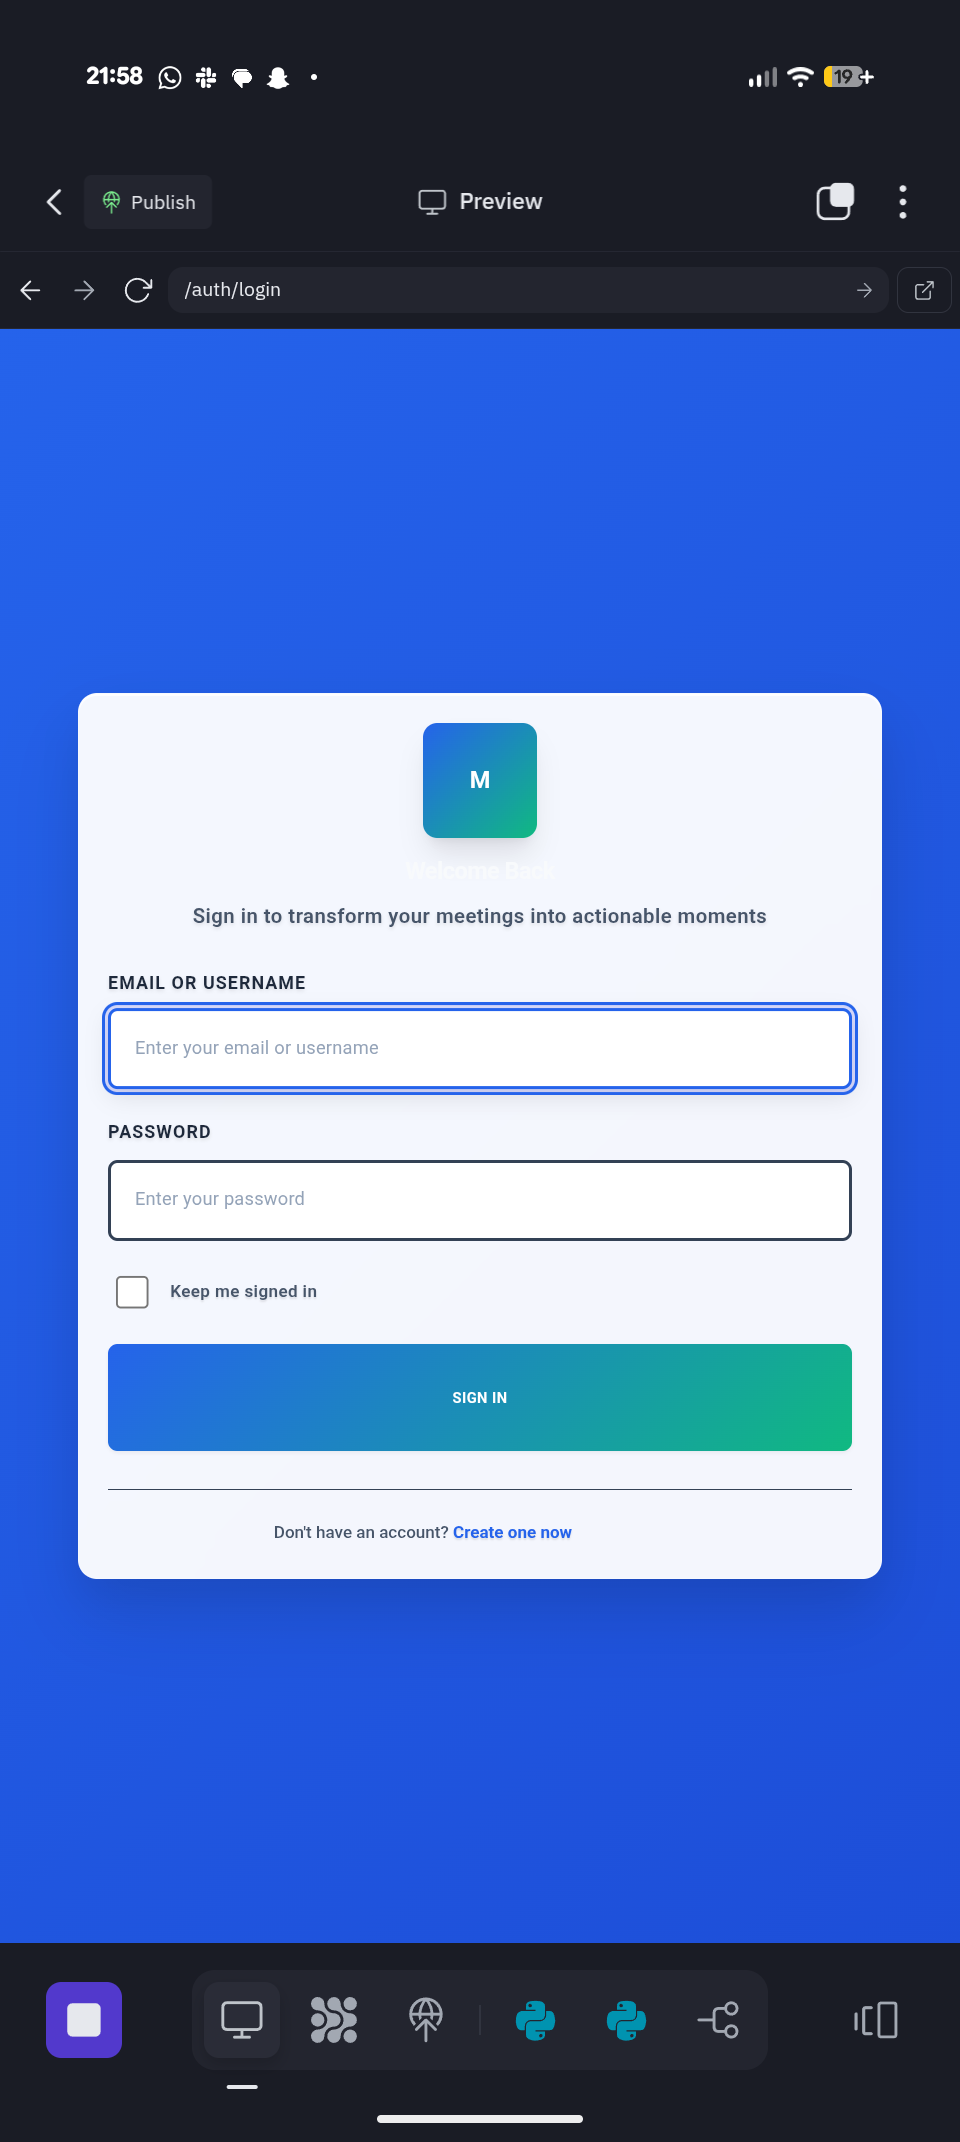 21:58
19+
Publish
Preview
/auth/login
M
Welcome Back
Sign in to transform your meetings into actionable moments
EMAIL OR USERNAME
Enter your email or username
PASSWORD
Enter your password
Keep me signed in
SIGN IN
Don't have an account? Create one now